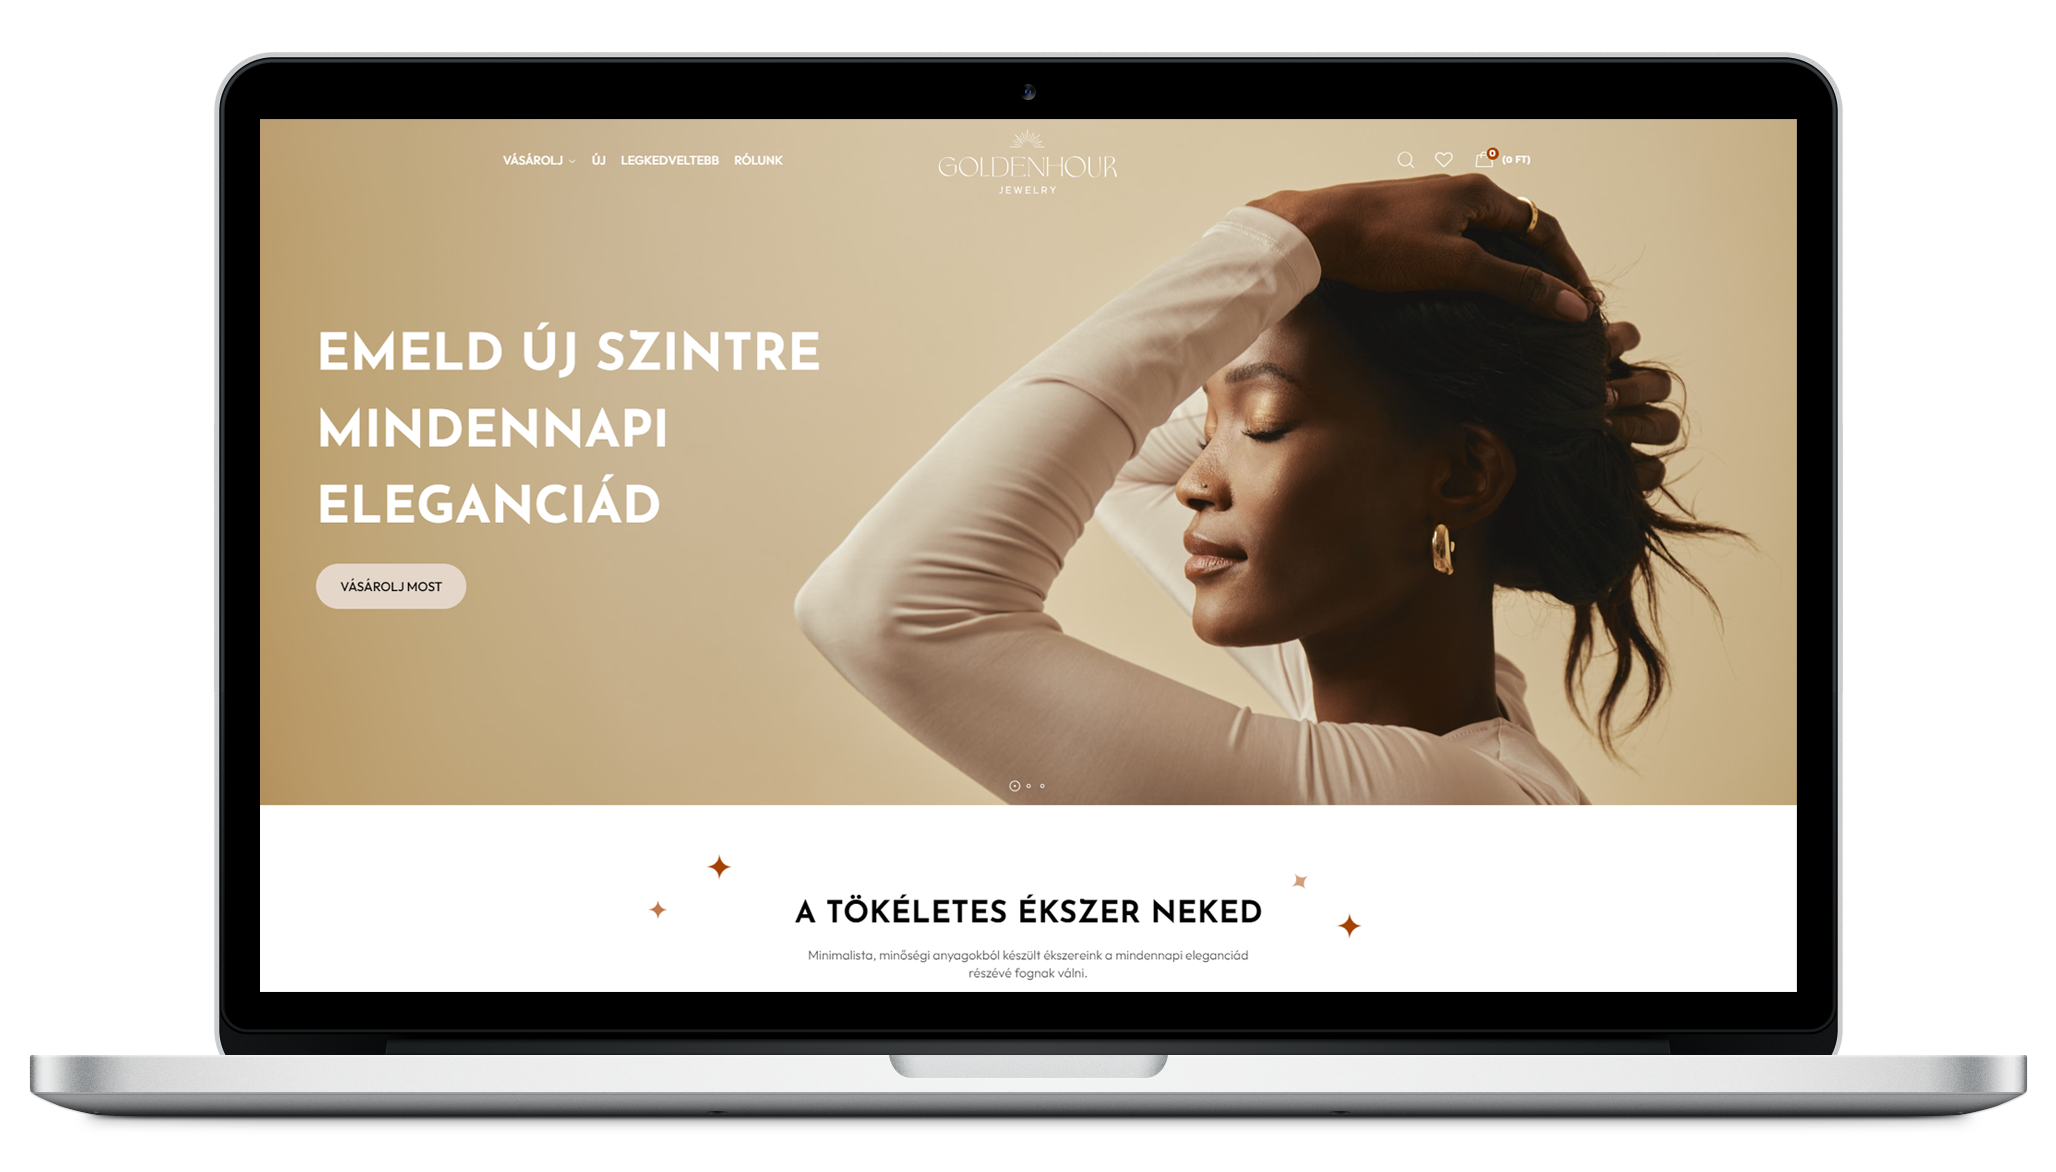 VÁSÁROLJ ÚJ LEGKEDVELTEBB RÓLUNK
GOLDENHOUR
JEWELRY
0 (0 FT)
EMELD ÚJ SZINTRE
MINDENNAPI
ELEGANCIÁD
VÁSÁROLJ MOST
A TÖKÉLETES ÉKSZER NEKED
Minimalista, minőségi anyagokból készült ékszereink a mindennapi eleganciád
részévé fognak válni.